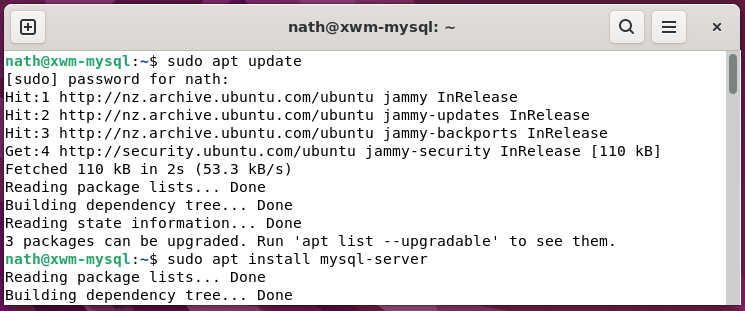 nath@xwm-mysql: ~
nath@xwm-mysql:~$ sudo apt update
[sudo] password for nath:
Hit:1 http://nz.archive.ubuntu.com/ubuntu jammy InRelease
Hit:2 http://nz.archive.ubuntu.com/ubuntu jammy-updates InRelease
Hit:3 http://nz.archive.ubuntu.com/ubuntu jammy-backports InRelease
Get:4 http://security.ubuntu.com/ubuntu jammy-security InRelease [110 kB]
Fetched 110 kB in 2s (53.3 kB/s)
Reading package lists... Done
Building dependency tree... Done
Reading state information... Done
3 packages can be upgraded. Run 'apt list --upgradable' to see them.
nath@xwm-mysql:~$ sudo apt install mysql-server
Reading package lists... Done
Building dependency tree... Done